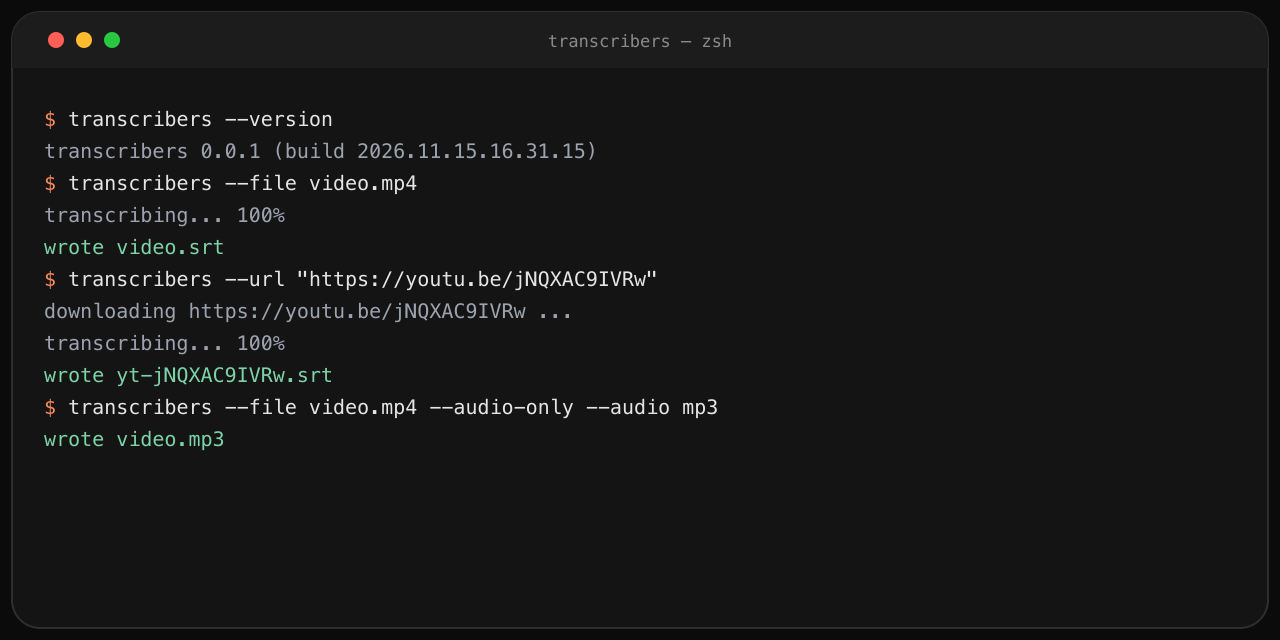 transcribers — zsh
$ transcribers --version
transcribers 0.0.1 (build 2026.11.15.16.31.15)
$ transcribers --file video.mp4
transcribing... 100%
wrote video.srt
$ transcribers --url "https://youtu.be/jNQXAC9IVRw"
downloading https://youtu.be/jNQXAC9IVRw ...
transcribing... 100%
wrote yt-jNQXAC9IVRw.srt
$ transcribers --file video.mp4 --audio-only --audio mp3
wrote video.mp3